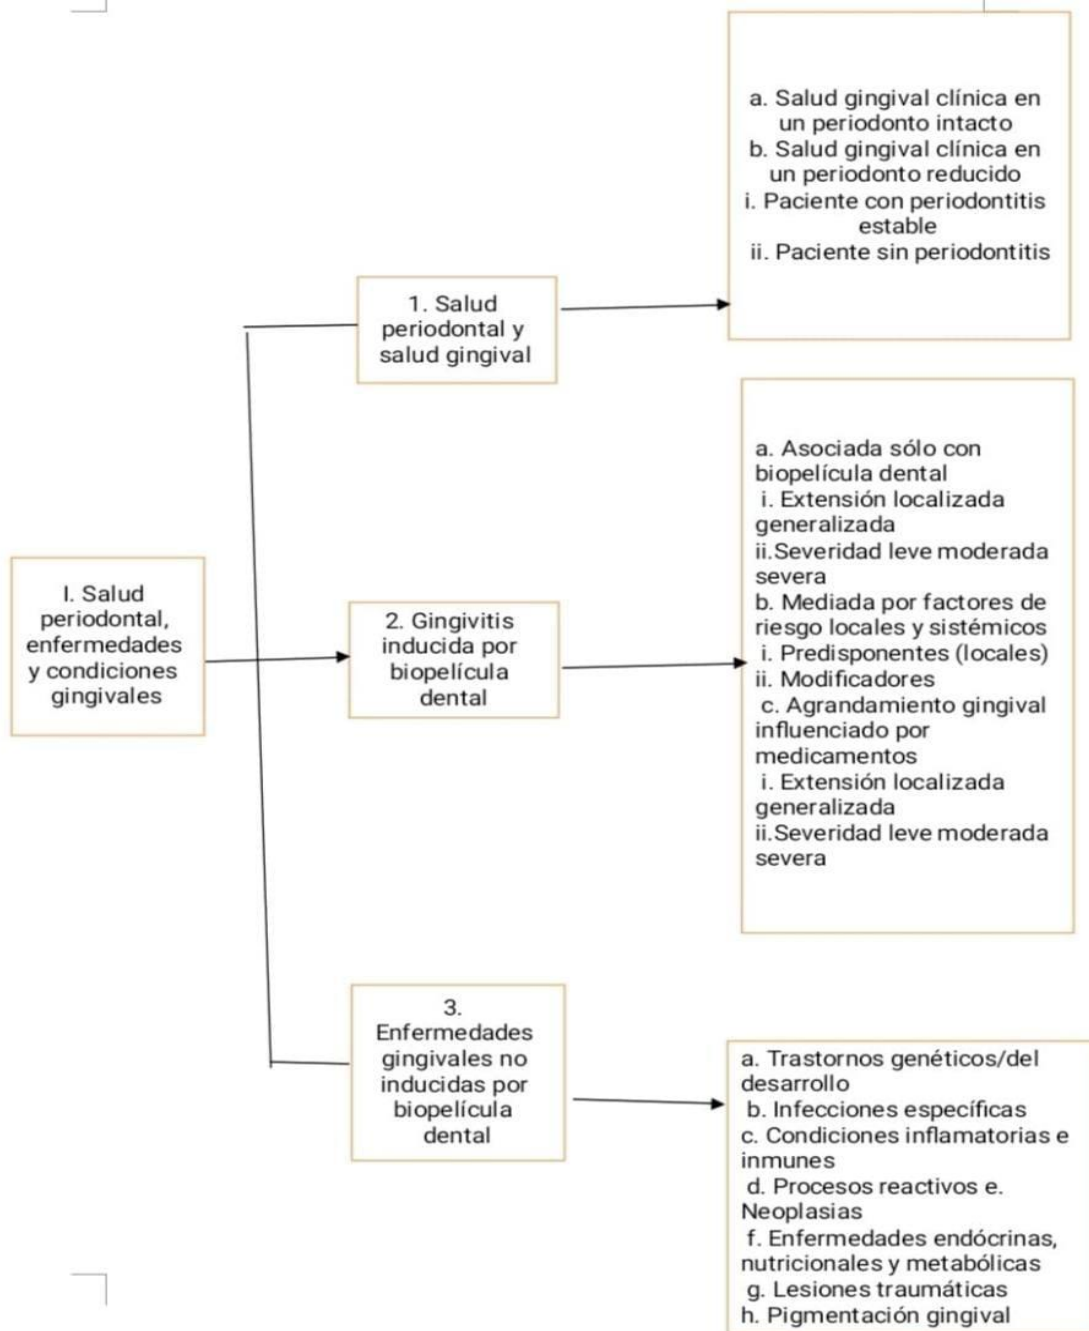 I. Salud
periodontal,
enfermedades
y condiciones
gingivales
1. Salud
periodontal y
salud gingival
a. Salud gingival clínica en
un periodonto intacto
b. Salud gingival clínica en
un periodonto reducido
i. Paciente con periodontitis
estable
ii. Paciente sin periodontitis
2. Gingivitis
inducida por
biopelícula
dental
a. Asociada sólo con
biopelícula dental
i. Extensión localizada
generalizada
ii.Severidad leve moderada
severa
b. Mediada por factores de
riesgo locales y sistémicos
i. Predisponentes (locales)
ii. Modificadores
c. Agrandamiento gingival
influenciado por
medicamentos
i. Extensión localizada
generalizada
ii.Severidad leve moderada
severa
3.
Enfermedades
gingivales no
inducidas por
biopelícula
dental
a. Trastornos genéticos/del
desarrollo
b. Infecciones específicas
c. Condiciones inflamatorias e
inmunes
d. Procesos reactivos e.
Neoplasias
f. Enfermedades endócrinas,
nutricionales y metabólicas
g. Lesiones traumáticas
h. Pigmentación gingival